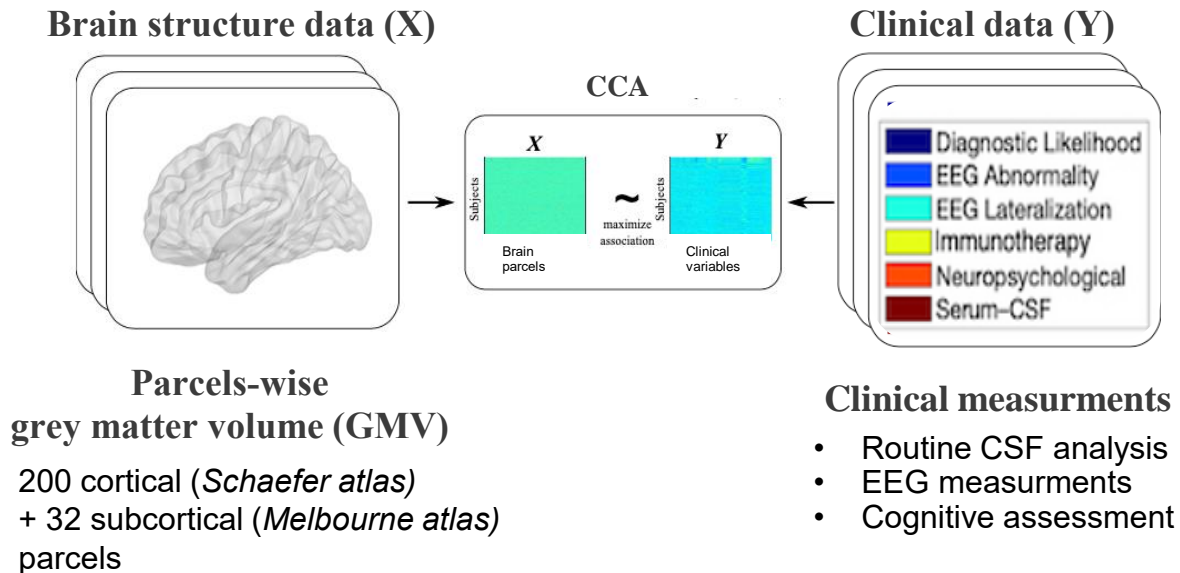 Brain structure data (X)
Clinical data (Y)
CCA
X
Y
Subjects
Subjects
~
maximize
association
Brain
parcels
Clinical
variables
Diagnostic Likelihood
EEG Abnormality
EEG Lateralization
Immunotherapy
Neuropsychological
Serum–CSF
Parcels-wise
grey matter volume (GMV)
200 cortical (Schaefer atlas)
+ 32 subcortical (Melbourne atlas)
parcels
Clinical measurments
• Routine CSF analysis
• EEG measurments
• Cognitive assessment